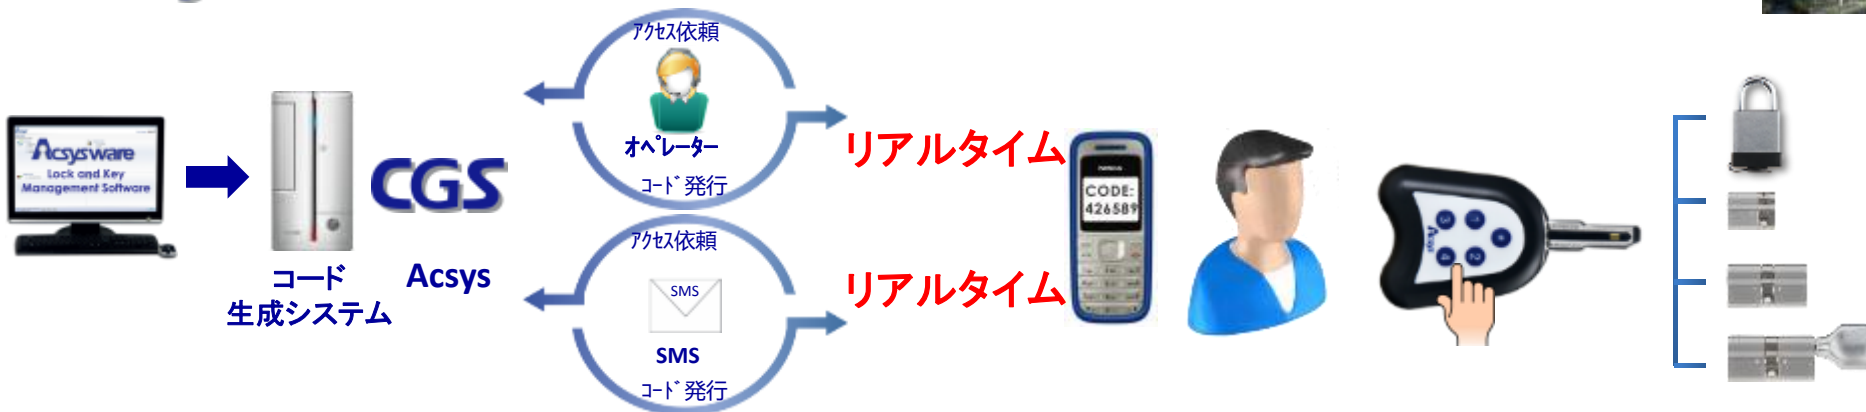 Acsysware
Lock and Key
Management Software
CGS
コード
生成システム
Acsys
ｱｸｾｽ依頼
ｵﾍﾟﾚｰﾀｰ
ｺｰﾄﾞ発行
ｱｸｾｽ依頼
SMS
SMS
ｺｰﾄﾞ発行
リアルタイム
リアルタイム
NOKIA
CODE:
426589
Acsys